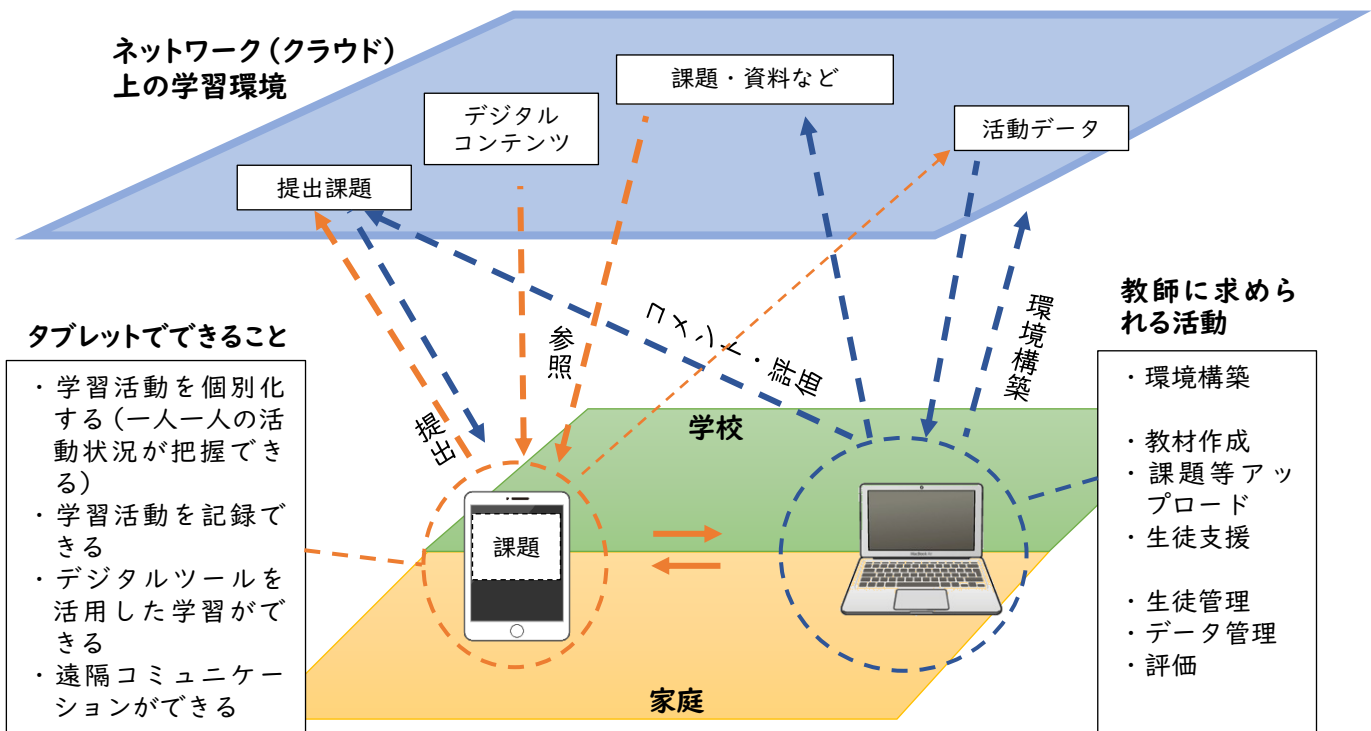 ネットワーク(クラウド)
上の学習環境
課題・資料など
デジタル
コンテンツ
活動データ
提出課題
タブレットでできること
・学習活動を個別化
する(一人一人の活
動状況が把握でき
る)
・学習活動を記録で
きる
・デジタルツールを
活用した学習がで
きる
・遠隔コミュニケー
ションができる
提出
参照
コメント・評価
環境構築
教師に求めら
れる活動
・環境構築
・教材作成
・課題等アッ
プロード
・生徒支援
・生徒管理
・データ管理
・評価
学校
課題
家庭